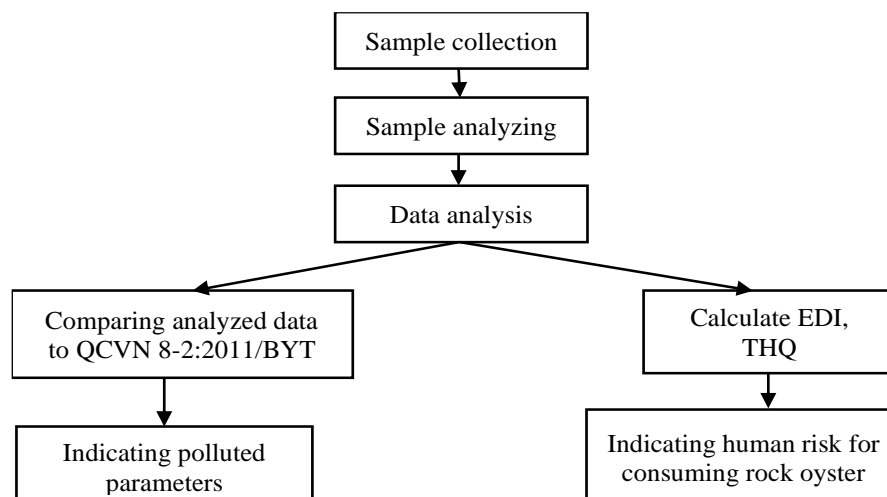 Sample collection
Sample analyzing
Data analysis
Comparing analyzed data
to QCVN 8-2:2011/BYT
Indicating polluted
parameters
Calculate EDI,
THQ
Indicating human risk for
consuming rock oyster